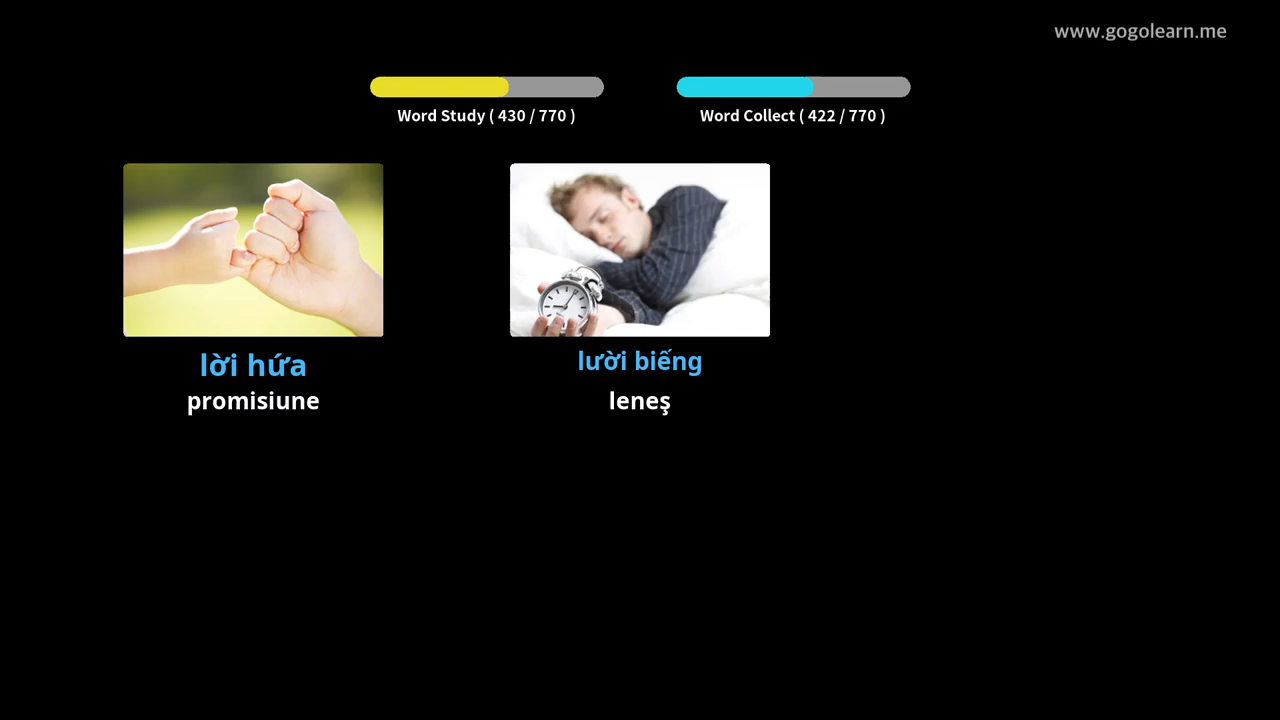 www.gogolearn.me
Word Study ( 430 / 770 )
Word Collect ( 422 / 770 )
lời hứa
promisiune
lười biếng
leneş